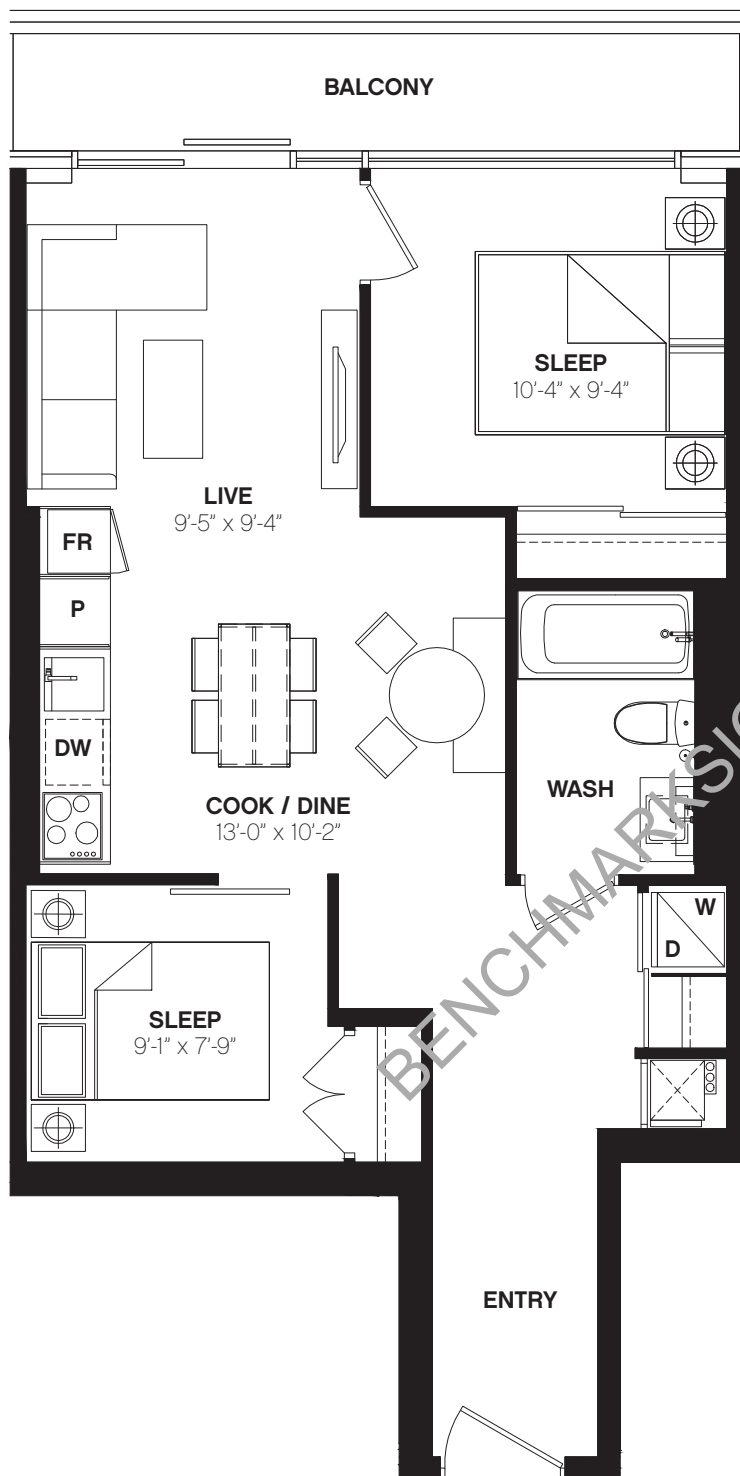 BALCONY
SLEEP
10'-4" x 9'-4"
LIVE
9'-5" x 9'-4"
FR
P
DW
WASH
COOK / DINE
13'-0" x 10'-2"
W
D
SLEEP
9'-1" x 7'-9"
ENTRY